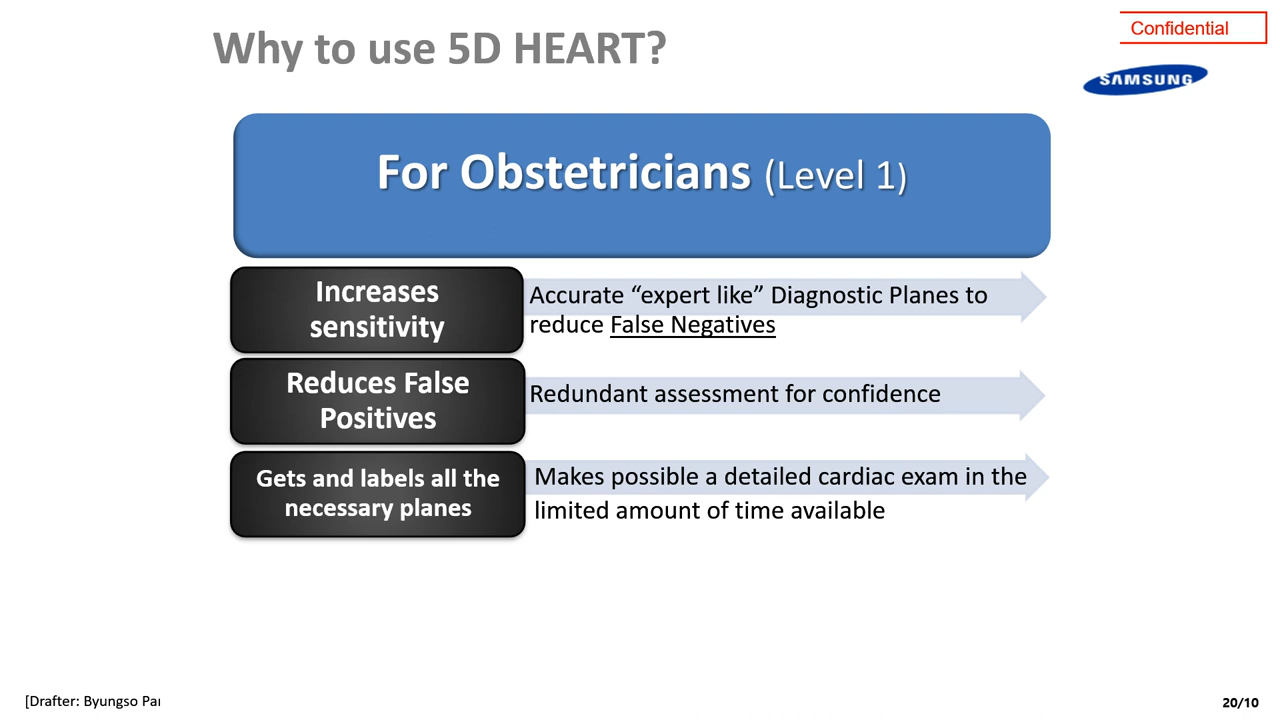 Why to use 5D HEART?
Confidential
SAMSUNG
For Obstetricians (Level 1)
Increases
sensitivity
Accurate “expert like” Diagnostic Planes to
reduce False Negatives
Reduces False
Positives
Redundant assessment for confidence
Gets and labels all the
necessary planes
Makes possible a detailed cardiac exam in the
limited amount of time available
[Drafter: Byungso
20/10